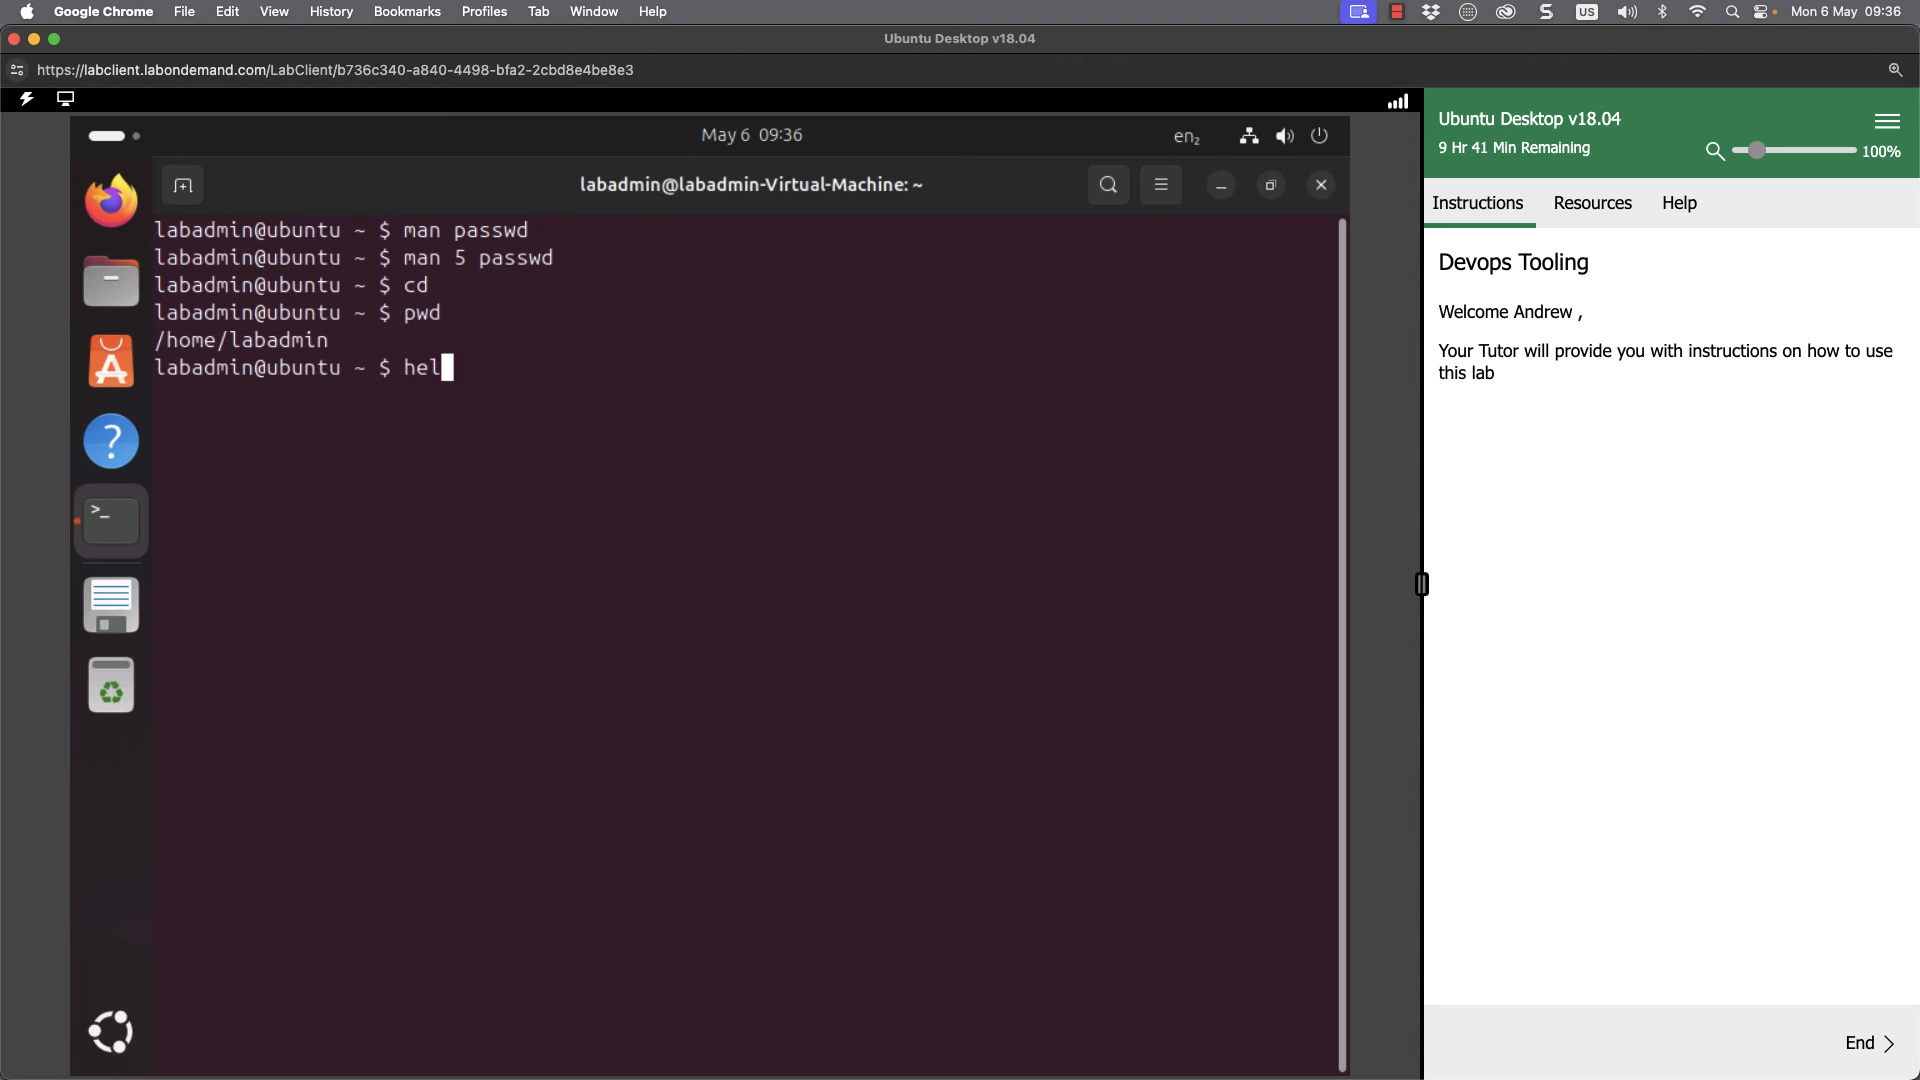 Google Chrome File Edit View History Bookmarks Profiles Tab Window Help US Mon 6 May 09:36
Ubuntu Desktop v18.04
https://labclient.labondemand.com/LabClient/b736c340-a840-4498-bfa2-2cbd8e4be8e3
May 6 09:36 en₂
labadmin@labadmin-Virtual-Machine: ~
labadmin@ubuntu ~ $ man passwd
labadmin@ubuntu ~ $ man 5 passwd
labadmin@ubuntu ~ $ cd
labadmin@ubuntu ~ $ pwd
/home/labadmin
labadmin@ubuntu ~ $ hel
Ubuntu Desktop v18.04
9 Hr 41 Min Remaining 100%
Instructions Resources Help
Devops Tooling
Welcome Andrew ,
Your Tutor will provide you with instructions on how to use
this lab
End